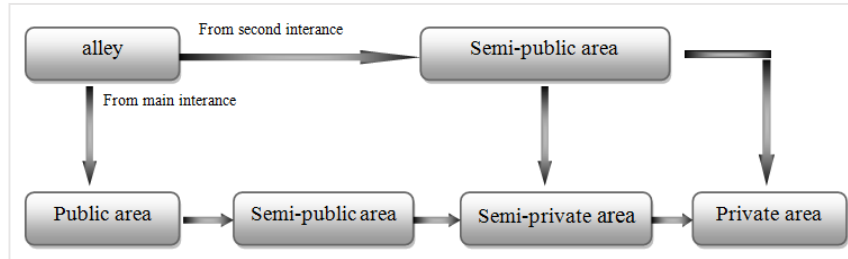 From second interance
alley
Semi-public area
From main interance
Public area
Semi-public area
Semi-private area
Private area